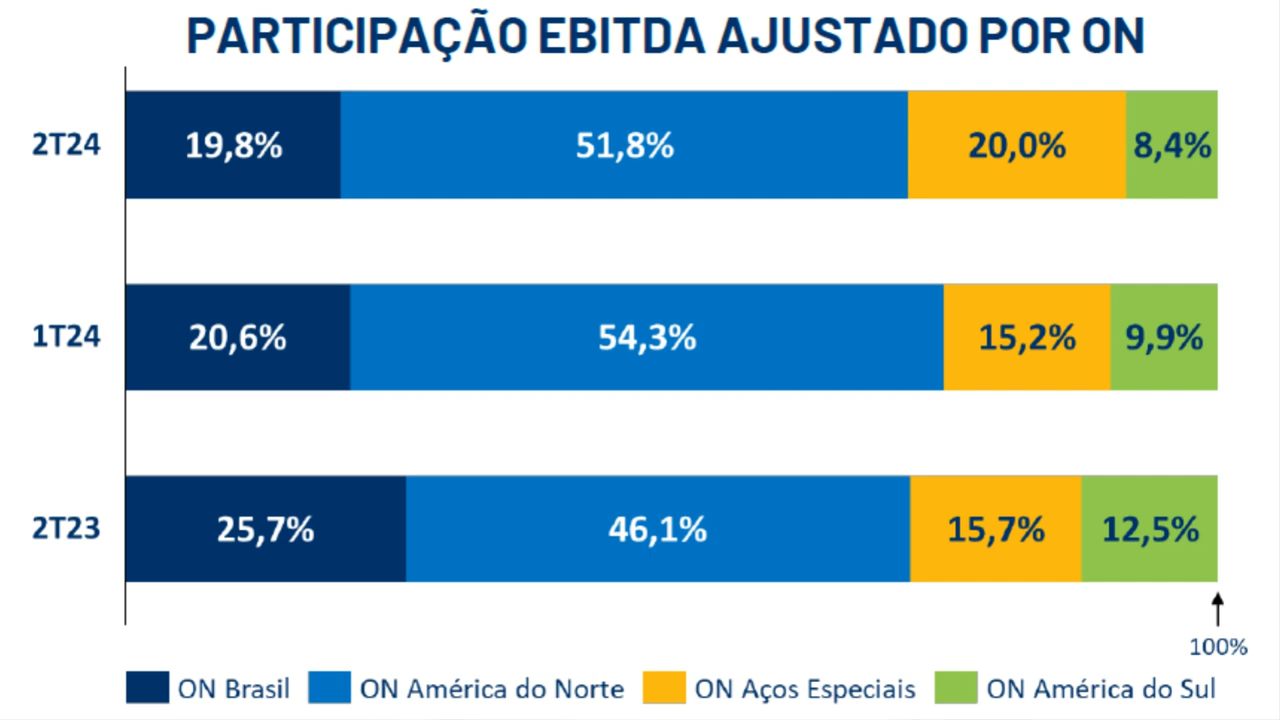 PARTICIPAÇÃO EBITDA AJUSTADO POR ON
2T24 19,8% 51,8% 20,0% 8,4%
1T24 20,6% 54,3% 15,2% 9,9%
2T23 25,7% 46,1% 15,7% 12,5%
100%
ON Brasil ON América do Norte ON Aços Especiais ON América do Sul